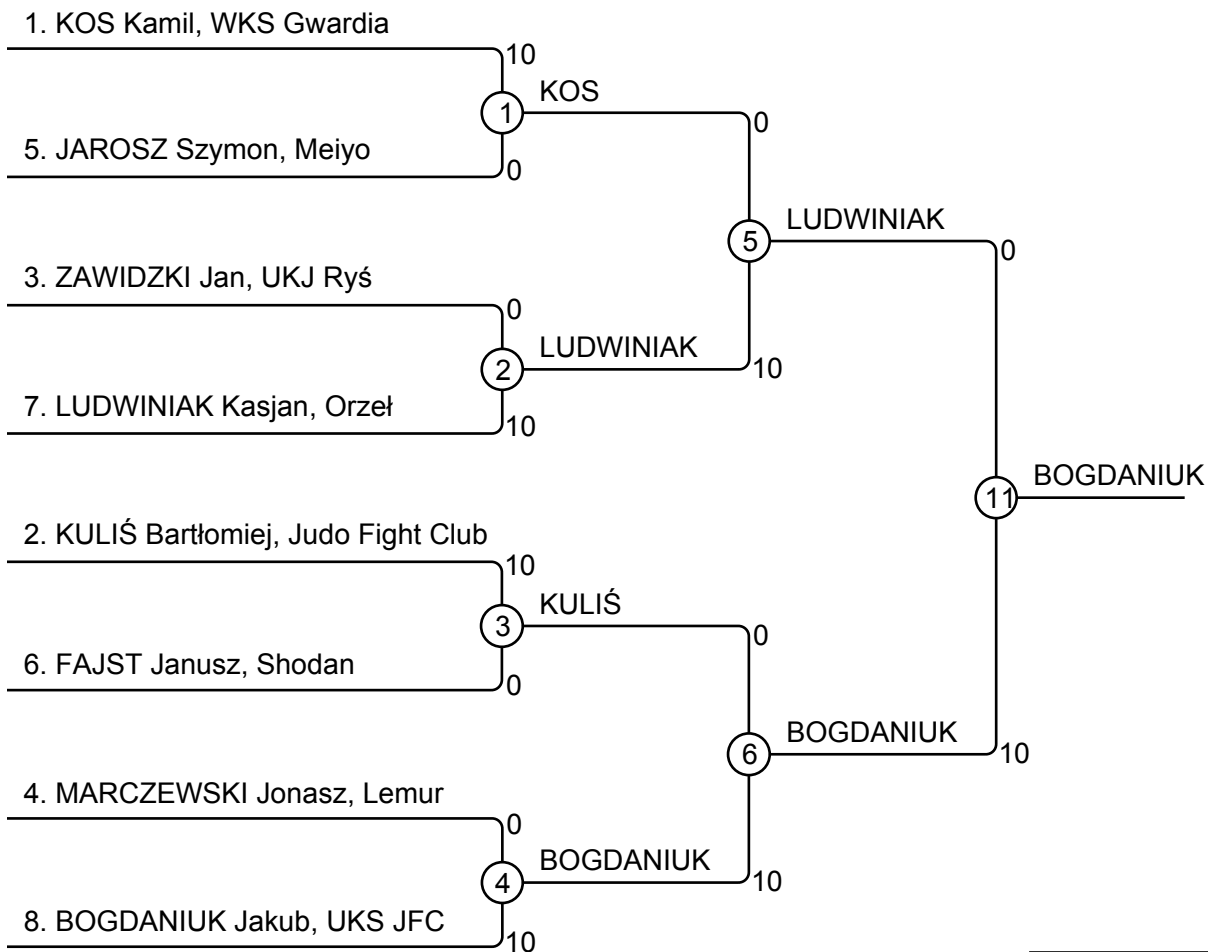 1. KOS Kamil, WKS Gwardia
10
1
KOS
0
5. JAROSZ Szymon, Meiyo
0
5
LUDWINIAK
0
3. ZAWIDZKI Jan, UKJ Ryś
0
2
LUDWINIAK
10
7. LUDWINIAK Kasjan, Orzeł
10
11
BOGDANIUK
2. KULIŚ Bartłomiej, Judo Fight Club
10
3
KULIŚ
0
6. FAJST Janusz, Shodan
0
6
BOGDANIUK
10
4. MARCZEWSKI Jonasz, Lemur
0
4
BOGDANIUK
10
8. BOGDANIUK Jakub, UKS JFC
10